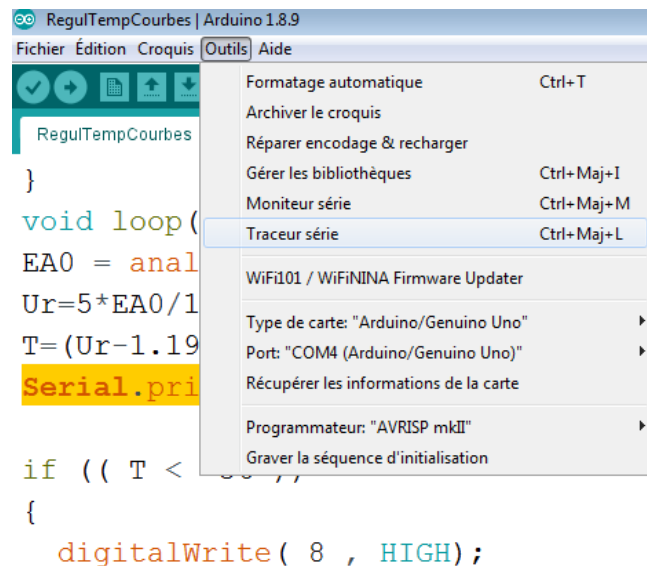 RegulTempCourbes | Arduino 1.8.9
Fichier Édition Croquis Outils Aide
RegulTempCourbes
Formatage automatique Ctrl+T
Archiver le croquis
Réparer encodage & recharger
Gérer les bibliothèques Ctrl+Maj+I
Moniteur série Ctrl+Maj+M
Traceur série Ctrl+Maj+L
WiFi101 / WiFiNINA Firmware Updater
Type de carte: "Arduino/Genuino Uno"
Port: "COM4 (Arduino/Genuino Uno)"
Récupérer les informations de la carte
Programmateur: "AVRISP mkII"
Graver la séquence d'initialisation
}
void loop(
EA0 = anal
Ur=5*EA0/1
T=(Ur-1.19
Serial.pri
if (( T <
{
digitalWrite( 8 , HIGH);